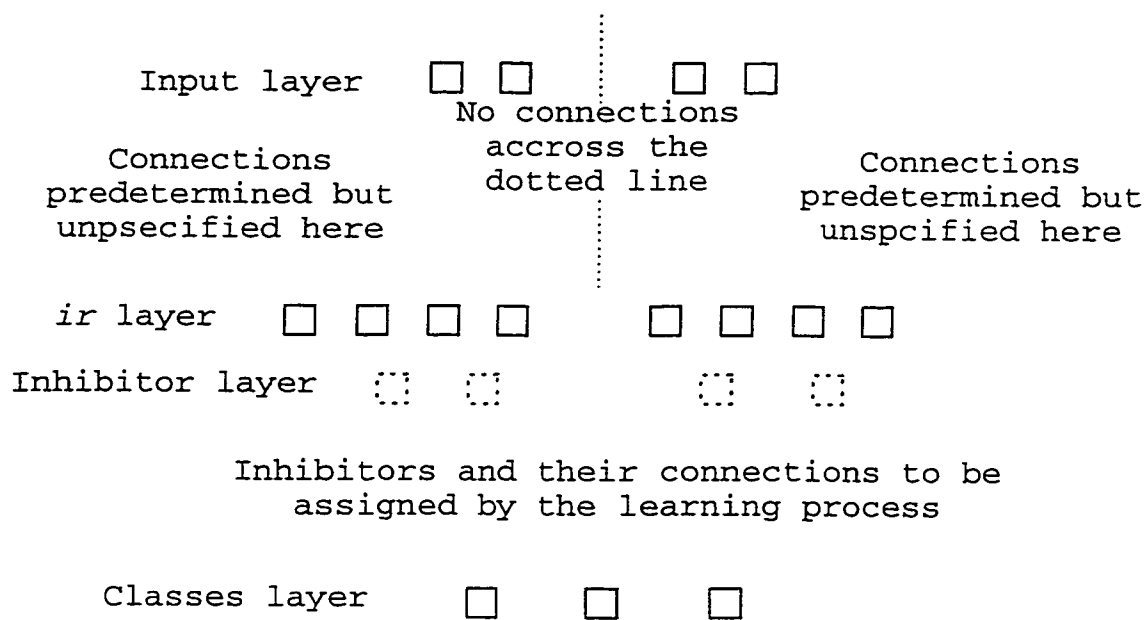 Input layer
No connections
accross the
dotted line
Connections
predetermined but
unpsecified here
Connections
predetermined but
unspcified here
ir layer
Inhibitor layer
Inhibitors and their connections to be
assigned by the learning process
Classes layer